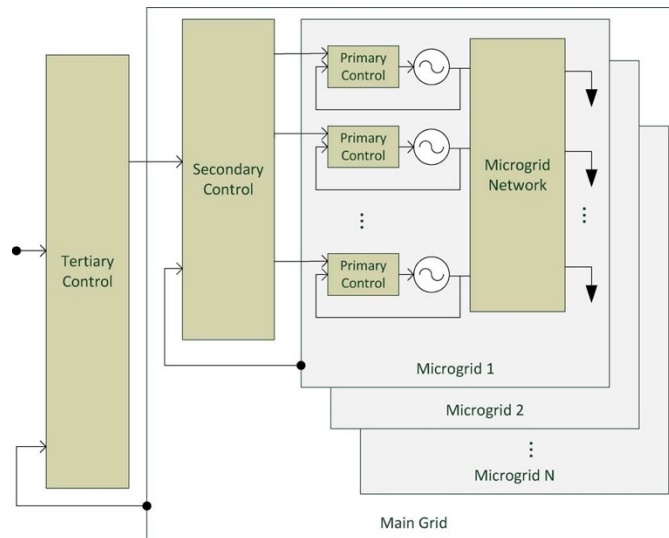 Primary
Control
Primary
Control
Primary
Control
Secondary
Control
Microgrid
Network
Tertiary
Control
Microgrid 1
Microgrid 2
Microgrid N
Main Grid